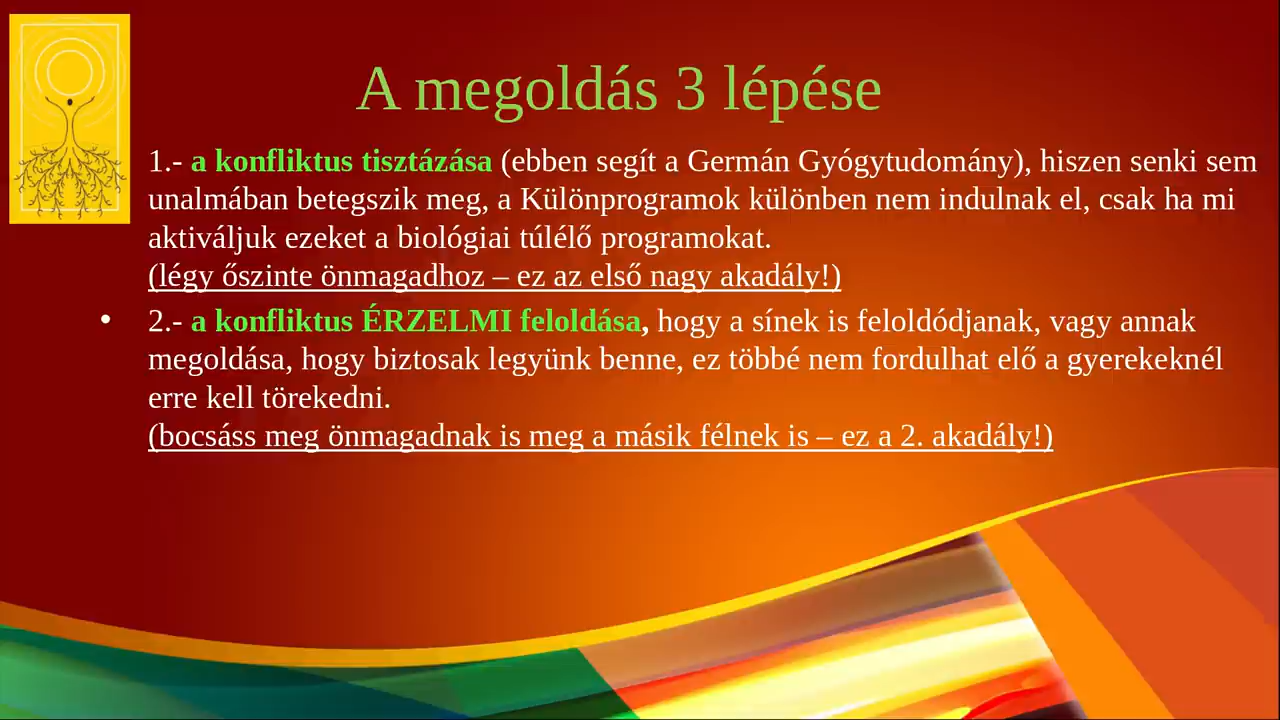 A megoldás 3 lépése
1.- a konfliktus tisztázása (ebben segít a Germán Gyógytudomány), hiszen senki sem
unalmában betegszik meg, a Különprogramok különben nem indulnak el, csak ha mi
aktiváljuk ezeket a biológiai túlélő programokat.
(légy őszinte önmagadhoz – ez az első nagy akadály!)
• 2.- a konfliktus ÉRZELMI feloldása, hogy a sínek is feloldódjanak, vagy annak
megoldása, hogy biztosak legyünk benne, ez többé nem fordulhat elő a gyerekeknél
erre kell törekedni.
(bocsáss meg önmagadnak is meg a másik félnek is – ez a 2. akadály!)